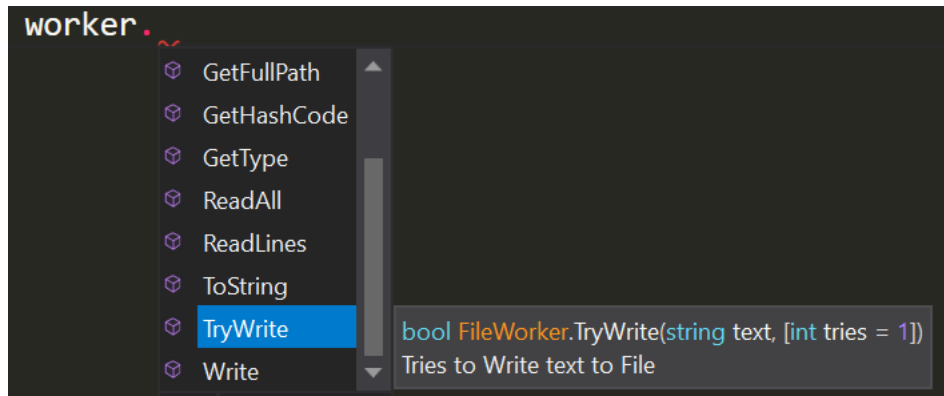 worker.
GetFullPath
GetHashCode
GetType
ReadAll
ReadLines
ToString
TryWrite
bool FileWorker.TryWrite(string text, [int tries = 1])
Tries to Write text to File
Write